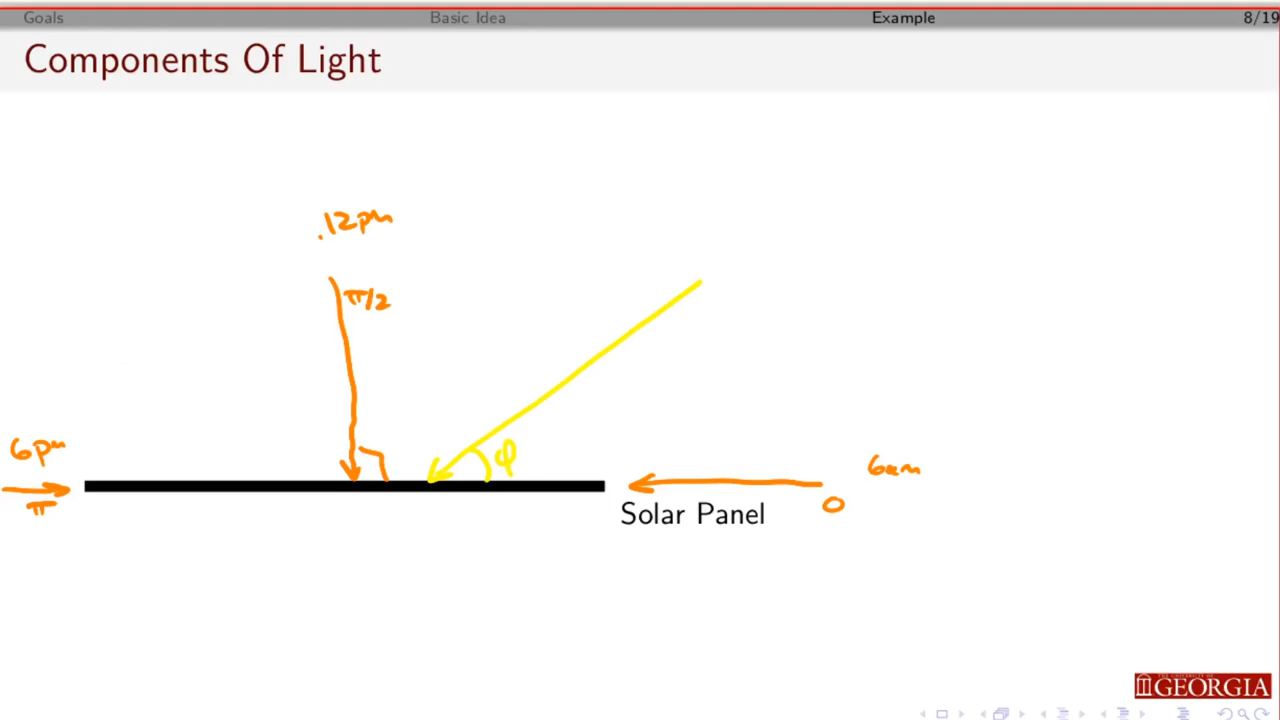 Goals Basic Idea Example 8/19
Components Of Light
.12pm
π/2
6pm
φ
6am
π
0
Solar Panel
GEORGIA